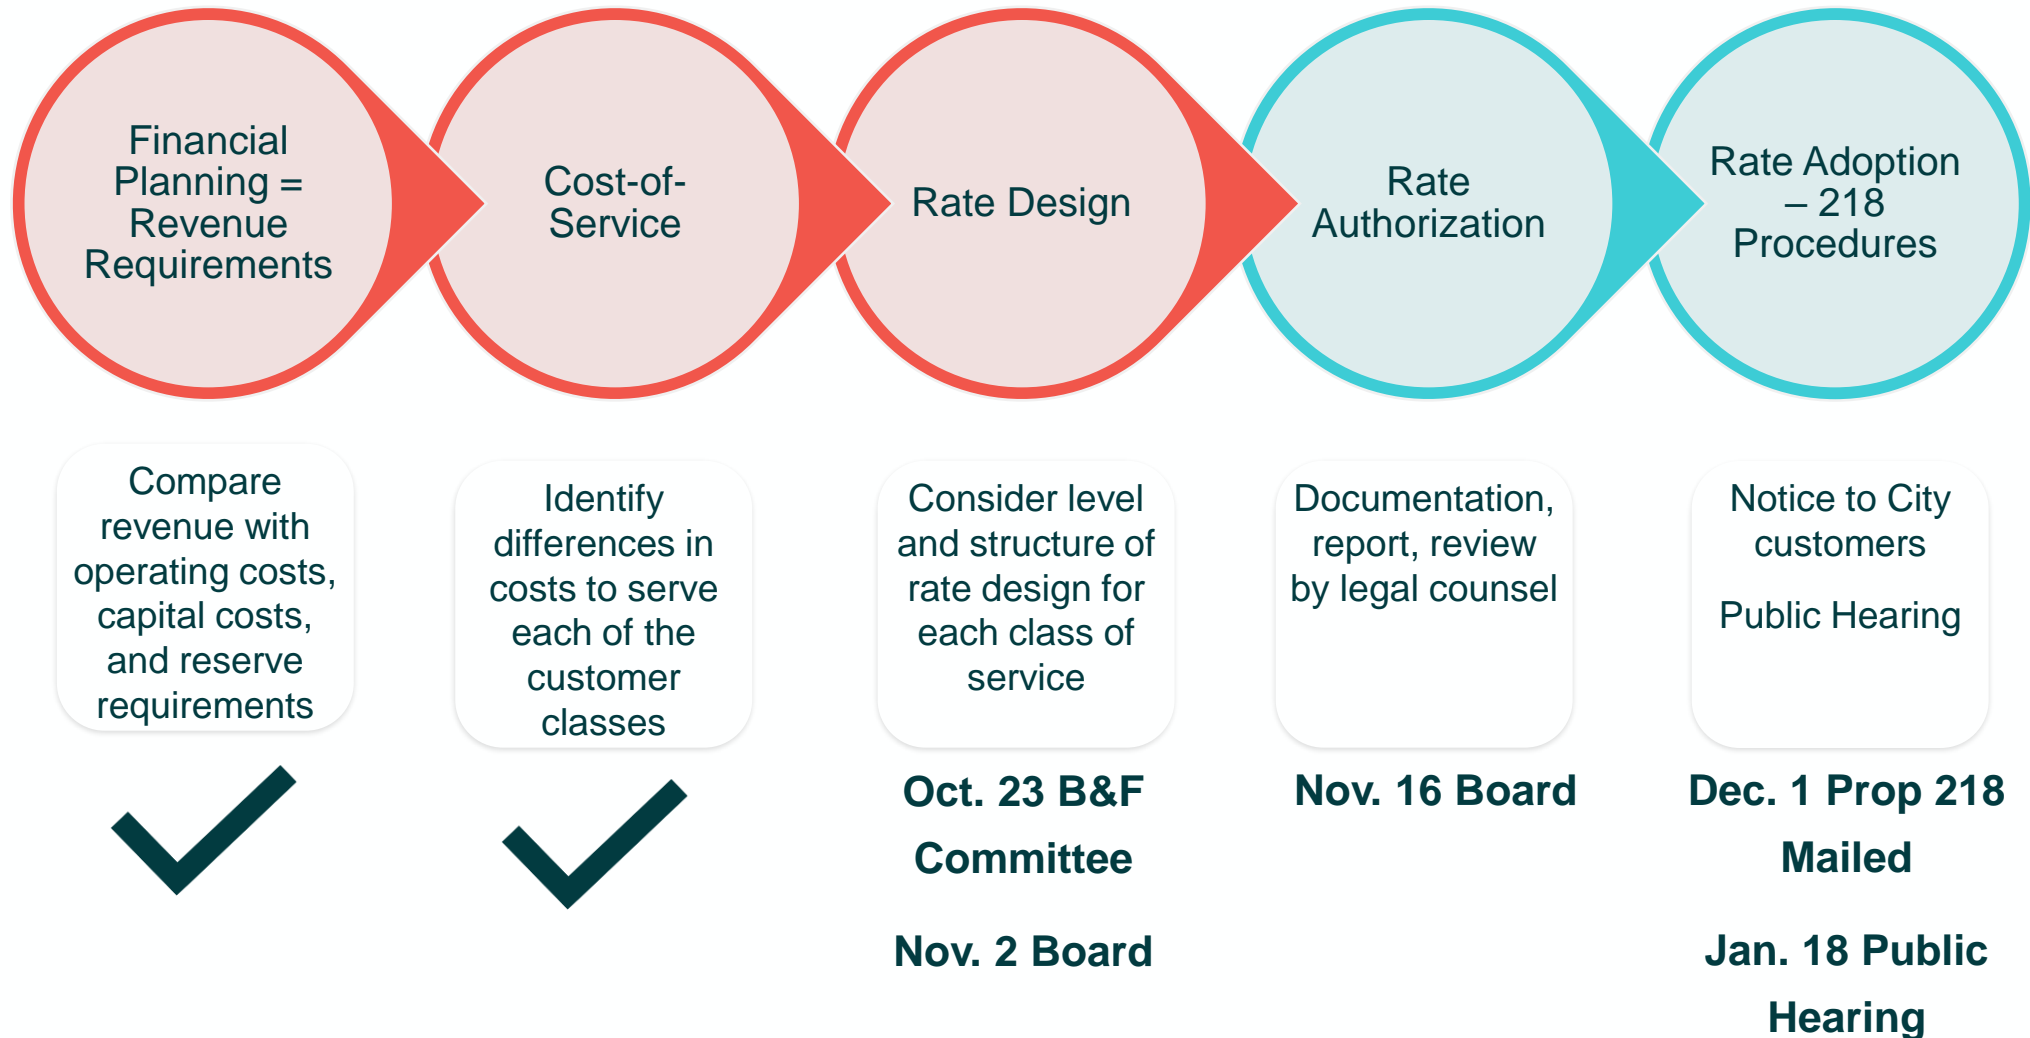 Financial
Planning =
Revenue
Requirements
Cost-of-
Service
Rate Design
Rate
Authorization
Rate Adoption
– 218
Procedures
Compare
revenue with
operating costs,
capital costs,
and reserve
requirements
Identify
differences in
costs to serve
each of the
customer
classes
Consider level
and structure of
rate design for
each class of
service
Documentation,
report, review
by legal counsel
Notice to City
customers
Public Hearing
Oct. 23 B&F
Committee
Nov. 2 Board
Nov. 16 Board
Dec. 1 Prop 218
Mailed
Jan. 18 Public
Hearing